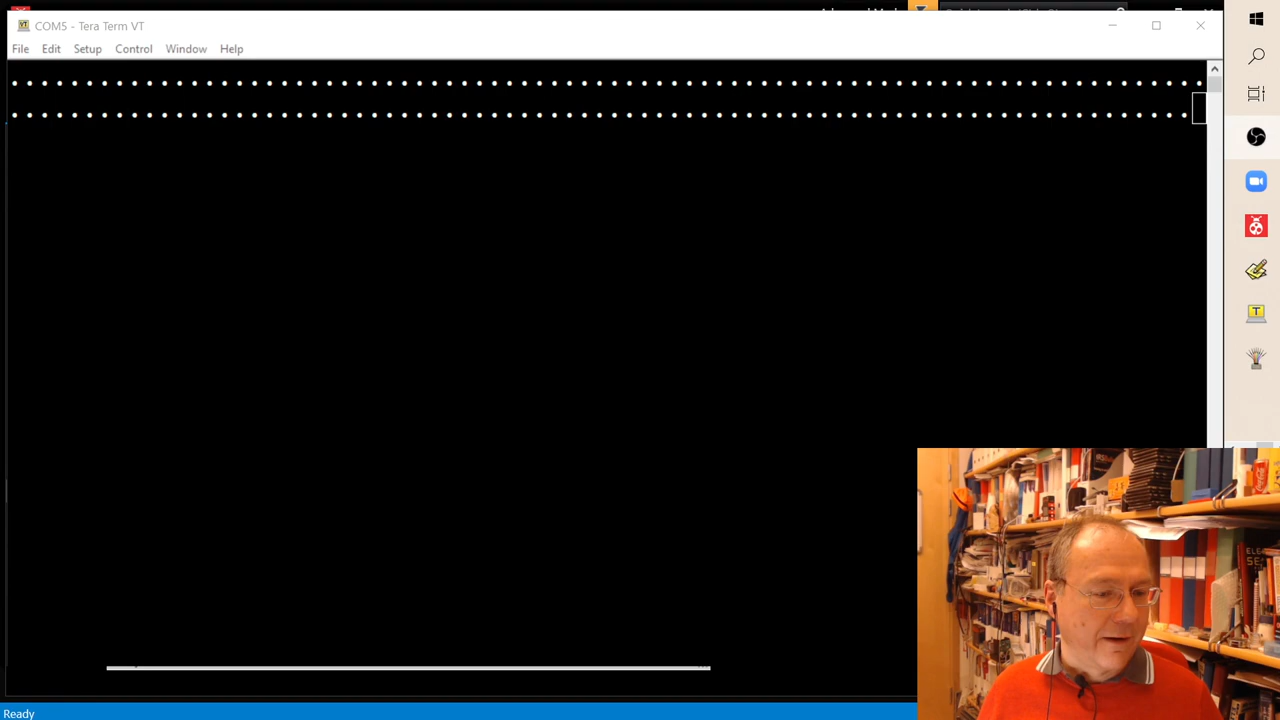 COM5 - Tera Term VT
File Edit Setup Control Window Help
................................................................................
...............................................................................
Ready